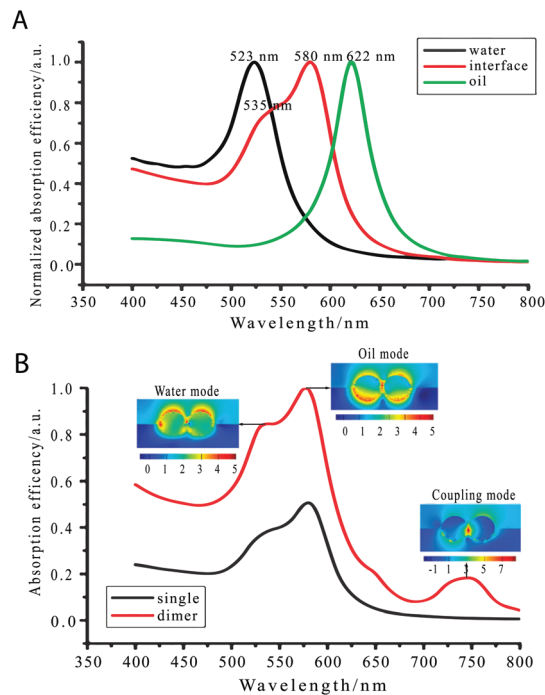 A
523 nm
580 nm
622 nm
535 nm
water
interface
oil
Normalized absorption efficiency/a.u.
1.0
0.8
0.6
0.4
0.2
0.0
350 400 450 500 550 600 650 700 750 800
Wavelength/nm
B
Oil mode
0 1 2 3 4 5
Water mode
0 1 2 3 4 5
Coupling mode
-1 1 3 5 7
single
dimer
Absorption efficency/a.u.
1.0
0.8
0.6
0.4
0.2
0.0
350 400 450 500 550 600 650 700 750 800
Wavelength/nm